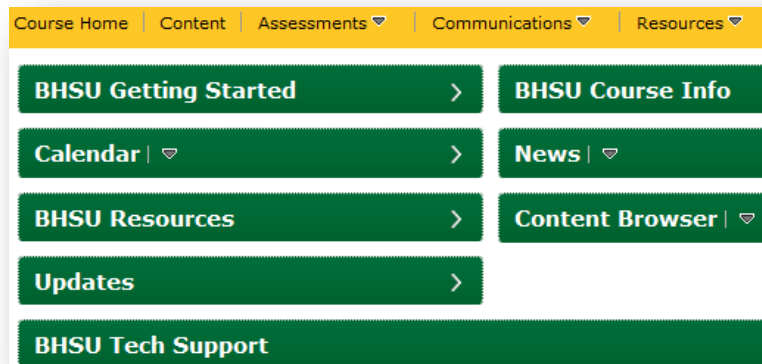 Course Home Content Assessments Communications Resources
BHSU Getting Started
BHSU Course Info
Calendar
News
BHSU Resources
Content Browser
Updates
BHSU Tech Support